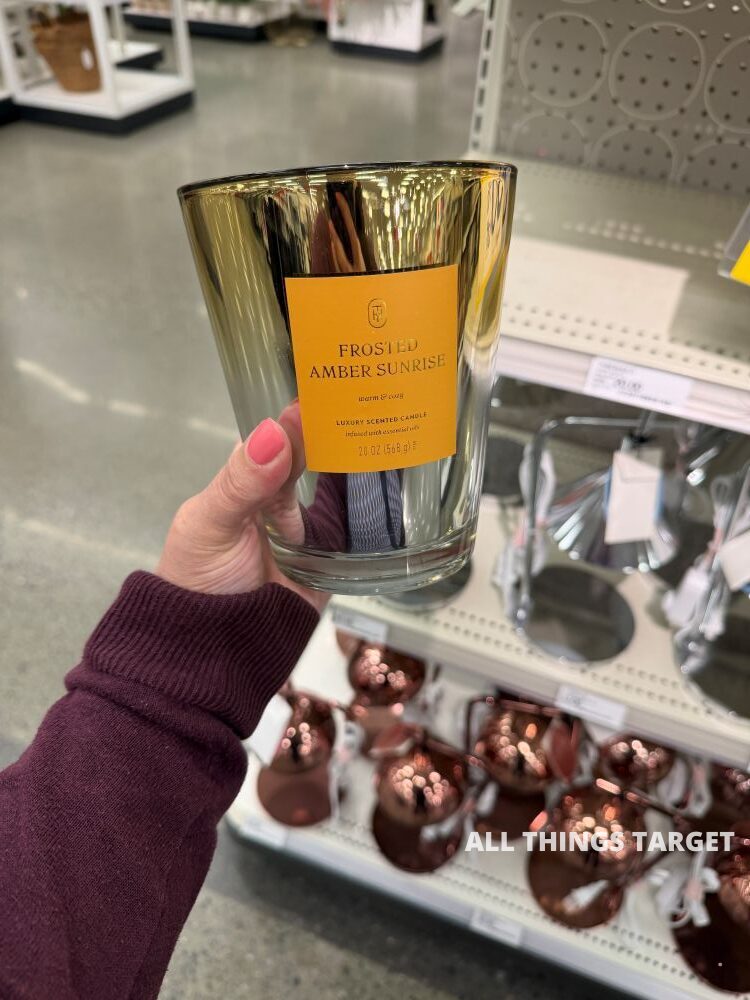 FROSTED
AMBER SUNRISE
warm & cozy
LUXURY SCENTED CANDLE
infused with essential oils
20 OZ (568 g)
ALL THINGS TARGET